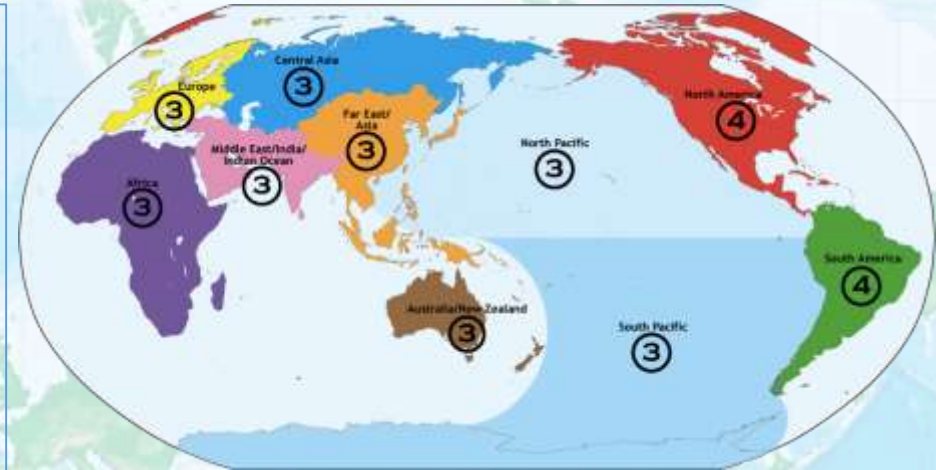 Central Asia
3
Europe
3
Far East/
Asia
3
North America
4
Middle East/India/
Indian Ocean
3
North Pacific
3
Africa
3
South America
4
Australia/New Zealand
3
South Pacific
3